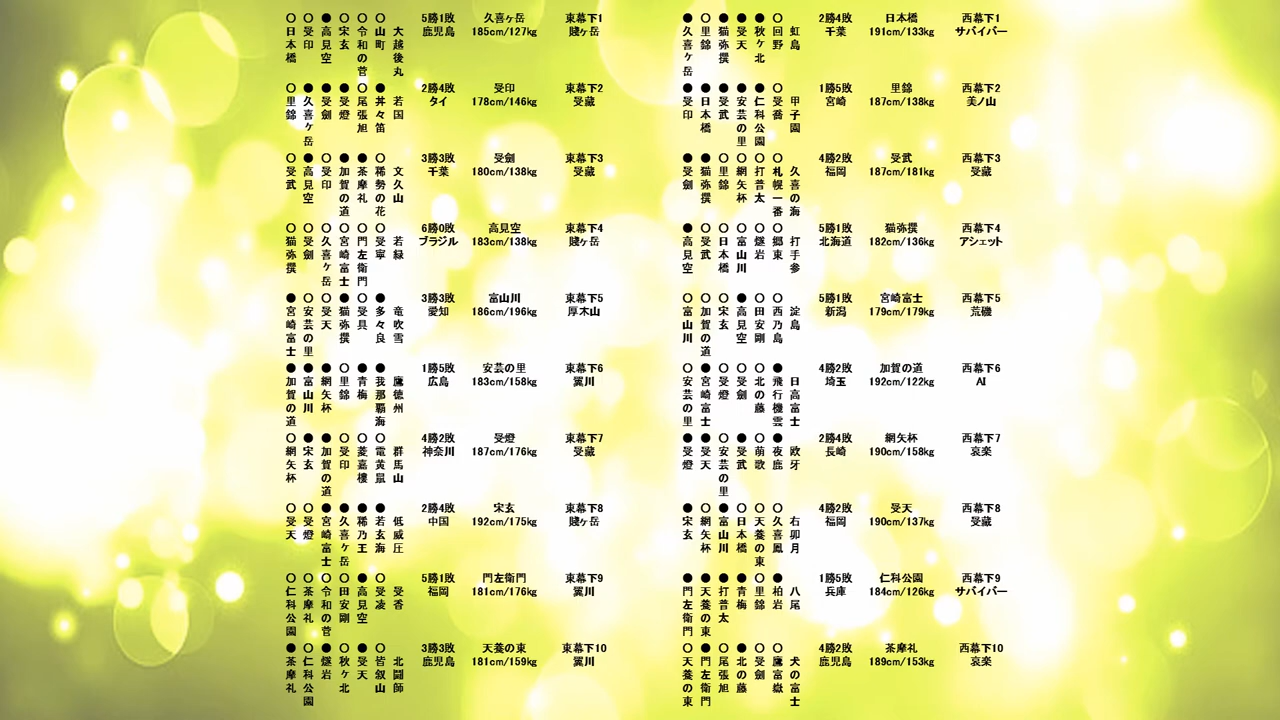 ○日本橋
○受印
●高見空
○宋玄
○令和の菅
○山町
大越後丸
5勝1敗 久喜ヶ岳 東幕下1
鹿児島 185cm/127kg 賤ヶ岳
●久喜ヶ岳
○里錦
●猫弥撰
●受天
●秋ヶ北
○回野
虹島
2勝4敗 日本橋 西幕下1
千葉 191cm/133kg サバイバー
○里錦
●久喜ヶ岳
●受劍
●受燈
○尾張旭
●丼々笛
若国
2勝4敗 受印 東幕下2
タイ 178cm/146kg 受藏
●受印
●日本橋
●受武
●安芸の里
●仁科公園
○受喬
甲子園
1勝5敗 里錦 西幕下2
宮崎 187cm/138kg 美ノ山
○受武
●高見空
○受印
●加賀の道
●茶摩礼
○稀勢の花
文久山
3勝3敗 受劍 東幕下3
千葉 180cm/138kg 受藏
●受劍
●猫弥撰
○里錦
○網矢杯
○打普太
○札幌一番
久喜の海
4勝2敗 受武 西幕下3
福岡 187cm/181kg 受藏
○猫弥撰
○受劍
○久喜ヶ岳
○宮崎富士
○門左衛門
○受寧
若緑
6勝0敗 高見空 東幕下4
ブラジル 183cm/138kg 賤ヶ岳
●高見空
○受武
○日本橋
○富山川
○燧岩
○郷東
打手参
5勝1敗 猫弥撰 西幕下4
北海道 182cm/136kg アシェット
●宮崎富士
○安芸の里
○受天
●猫弥撰
○受具
●多々良
竜吹雪
3勝3敗 富山川 東幕下5
愛知 186cm/196kg 厚木山
○富山川
○加賀の道
○宋玄
●高見空
○田安剛
○西乃島
淀島
5勝1敗 宮崎富士 西幕下5
新潟 179cm/179kg 荒磯
●加賀の道
●富山川
●網矢杯
○里錦
●青梅
●我那覇海
鷹徳州
1勝5敗 安芸の里 東幕下6
広島 183cm/158kg 翼川
○安芸の里
●宮崎富士
○受燈
○受劍
○北の藤
●飛行機雲
日高富士
4勝2敗 加賀の道 西幕下6
埼玉 192cm/122kg AI
○網矢杯
●宋玄
●加賀の道
○受印
○菱嘉樓
○電黄鼠
群馬山
4勝2敗 受燈 東幕下7
神奈川 187cm/176kg 受藏
●受燈
●受天
○安芸の里
●受武
○萌歌
●夜鹿
欧牙
2勝4敗 網矢杯 西幕下7
長崎 190cm/158kg 哀楽
○受天
○受燈
●宮崎富士
●久喜ヶ岳
●稀乃王
●若玄海
低威圧
2勝4敗 宋玄 東幕下8
中国 192cm/175kg 賤ヶ岳
●宋玄
○網矢杯
●富山川
○日本橋
○天養の東
○久喜鳳
右卯月
4勝2敗 受天 西幕下8
福岡 190cm/137kg 受藏
○仁科公園
○茶摩礼
○令和の菅
○田安剛
●高見空
○受凌
受香
5勝1敗 門左衛門 東幕下9
福岡 181cm/176kg 翼川
●門左衛門
●天養の東
●打普太
●青梅
○里錦
●柏岩
八尾
1勝5敗 仁科公園 西幕下9
兵庫 184cm/126kg サバイバー
●茶摩礼
○仁科公園
●燧岩
○秋ヶ北
●受天
○皆叡山
北闘師
3勝3敗 天養の東 東幕下10
鹿児島 181cm/159kg 翼川
○天養の東
●門左衛門
○尾張旭
●北の藤
○受劍
○鷹富嶽
犬の富士
4勝2敗 茶摩礼 西幕下10
鹿児島 189cm/153kg 哀楽